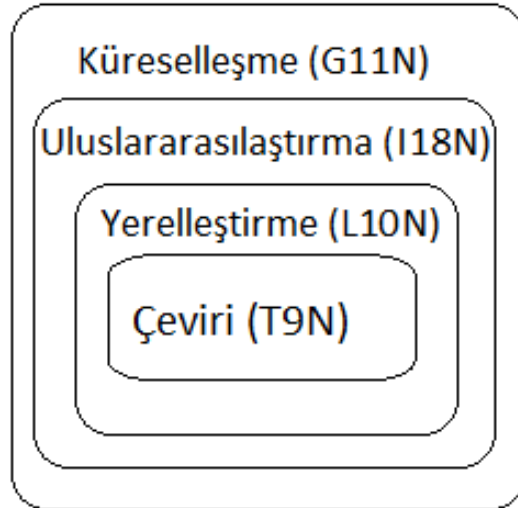 Küreselleşme (G11N)
Uluslararasılaştırma (I18N)
Yerelleştirme (L10N)
Çeviri (T9N)